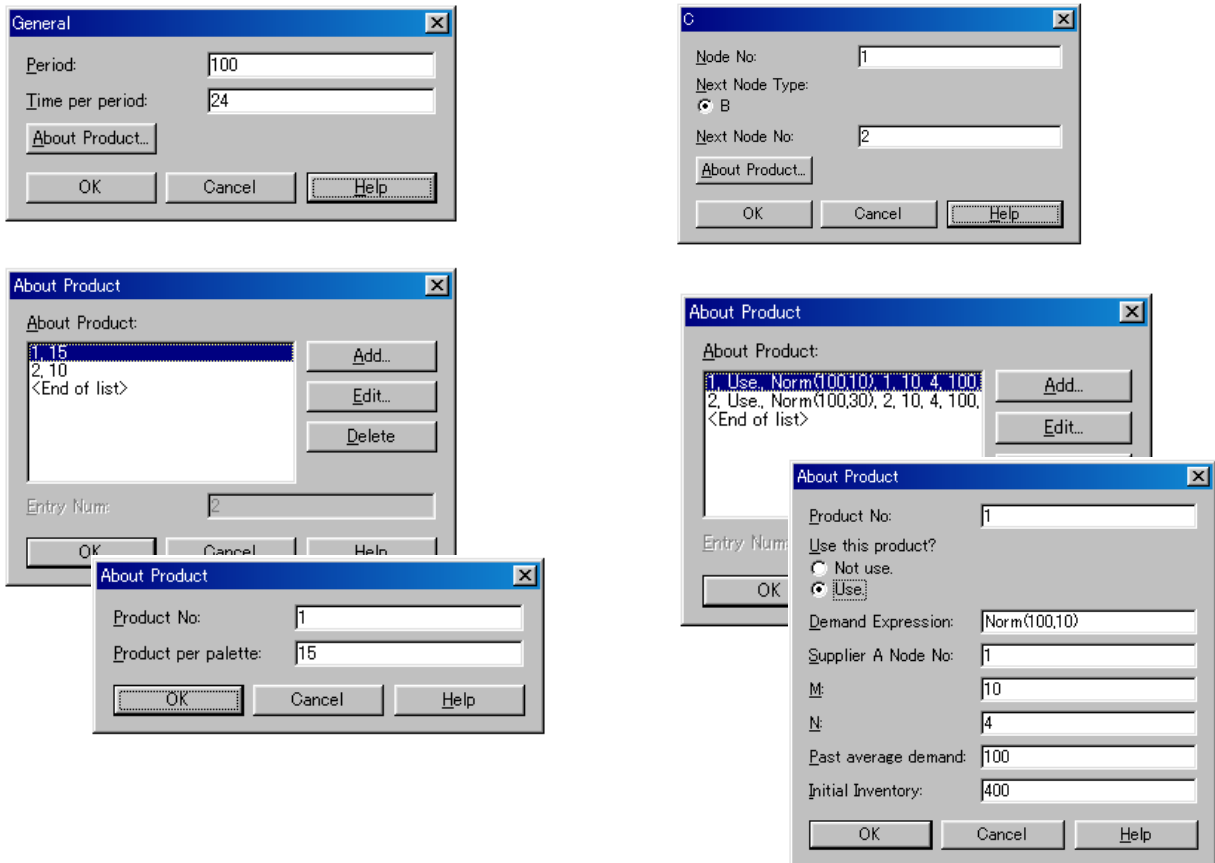 General
Period:
100
Time per period:
24
About Product...
OK
Cancel
Help
About Product
About Product:
1, 15
2, 10
<End of list>
Add...
Edit...
Delete
Entry Num:
2
OK
Cancel
Help
About Product
Product No:
1
Product per palette:
15
OK
Cancel
Help
C
Node No:
1
Next Node Type:
B
Next Node No:
2
About Product...
OK
Cancel
Help
About Product
About Product:
1, Use., Norm(100,10), 1, 10, 4, 100,
2, Use., Norm(100,30), 2, 10, 4, 100,
<End of list>
Add...
Edit...
Entry Num:
OK
About Product
Product No:
1
Use this product?
Not use.
Use.
Demand Expression:
Norm(100,10)
Supplier A Node No:
1
M:
10
N:
4
Past average demand:
100
Initial Inventory:
400
OK
Cancel
Help